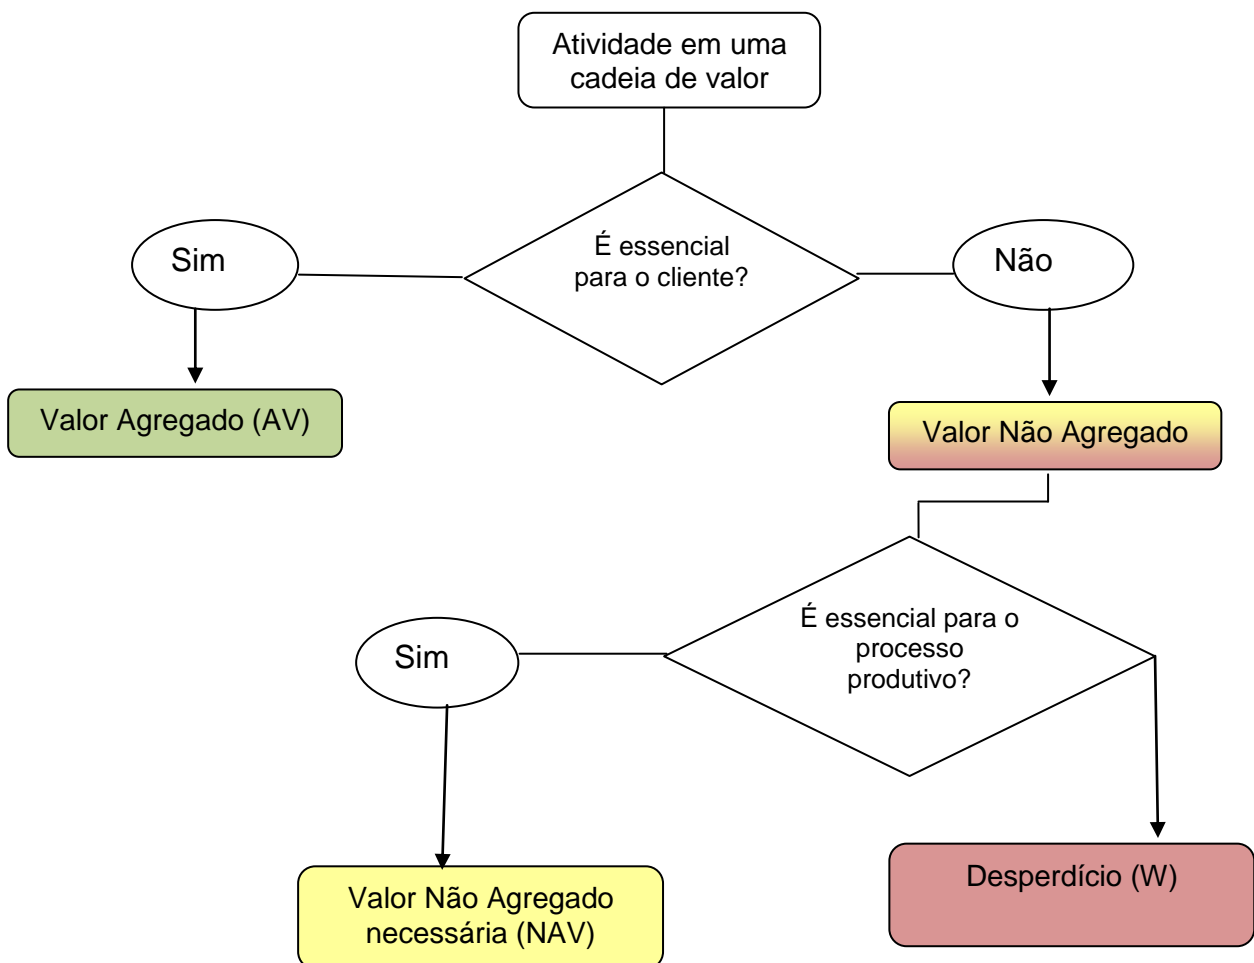 Atividade em uma
cadeia de valor
É essencial
para o cliente?
Sim
Não
Valor Agregado (AV)
Valor Não Agregado
É essencial para o
processo
produtivo?
Sim
Valor Não Agregado
necessária (NAV)
Desperdício (W)